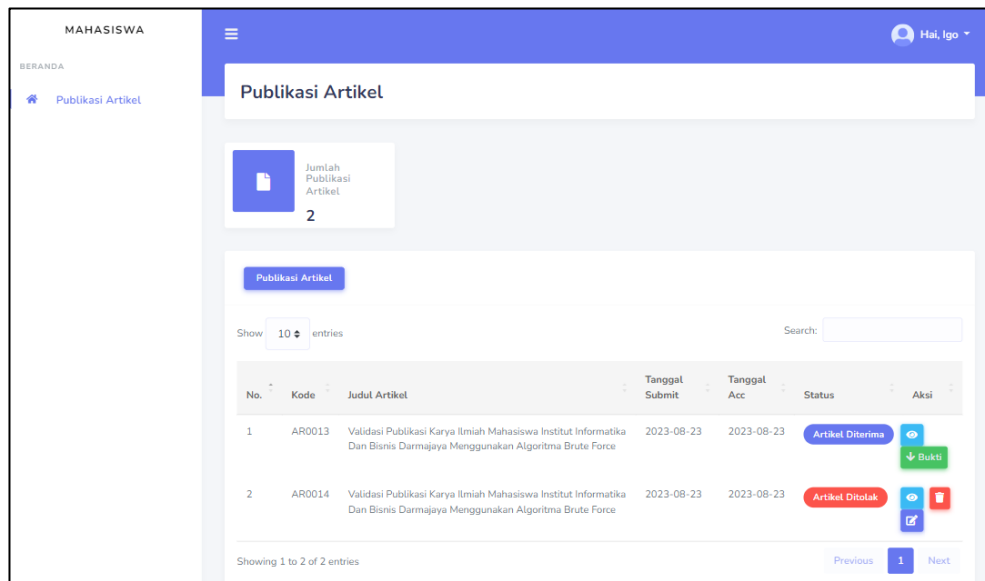 MAHASISWA
Hai, Igo
BERANDA
Publikasi Artikel
Publikasi Artikel
Jumlah
Publikasi
Artikel
2
Publikasi Artikel
Show 10 entries
Search:
No. Kode Judul Artikel Tanggal Submit Tanggal Acc Status Aksi
1 AR0013 Validasi Publikasi Karya Ilmiah Mahasiswa Institut Informatika 2023-08-23 2023-08-23 Artikel Diterima
Dan Bisnis Darmajaya Menggunakan Algoritma Brute Force
Bukti
2 AR0014 Validasi Publikasi Karya Ilmiah Mahasiswa Institut Informatika 2023-08-23 2023-08-23 Artikel Ditolak
Dan Bisnis Darmajaya Menggunakan Algoritma Brute Force
Showing 1 to 2 of 2 entries
Previous 1 Next